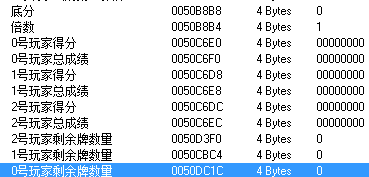 底分 0050B8B8 4 Bytes 0
倍数 0050B8B4 4 Bytes 1
0号玩家得分 0050C6E0 4 Bytes 00000000
0号玩家总成绩 0050C6F0 4 Bytes 00000000
1号玩家得分 0050C6D8 4 Bytes 00000000
1号玩家总成绩 0050C6E8 4 Bytes 00000000
2号玩家得分 0050C6DC 4 Bytes 00000000
2号玩家总成绩 0050C6EC 4 Bytes 00000000
2号玩家剩余牌数量 0050D3F0 4 Bytes 0
1号玩家剩余牌数量 0050CBC4 4 Bytes 0
0号玩家剩余牌数量 0050DC1C 4 Bytes 0